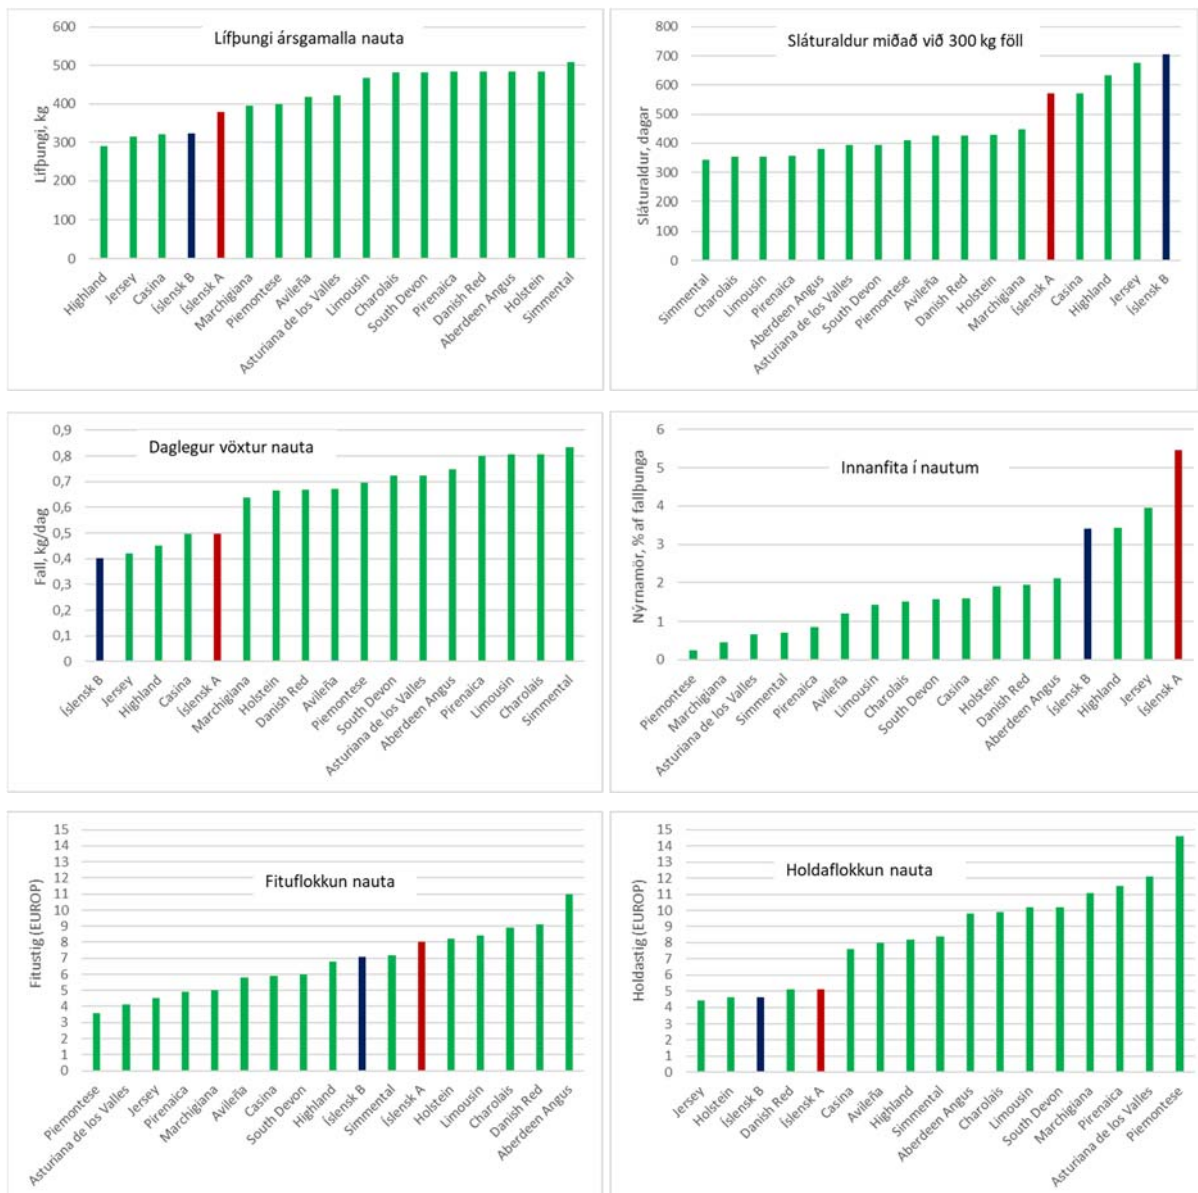 Lífþungi ársgamalla nauta
Lífþungi, kg
600
500
400
300
200
100
0
Highland
Jersey
Casina
Íslensk B
Íslensk A
Marchigiana
Piemontese
Avileña
Asturiana de los Valles
Limousin
Charolais
South Devon
Pirenaica
Danish Red
Aberdeen Angus
Holstein
Simmental
Sláturaldur miðað við 300 kg föll
Sláturaldur, dagar
800
700
600
500
400
300
200
100
0
Simmental
Charolais
Limousin
Pirenaica
Aberdeen Angus
Asturiana de los Valles
South Devon
Piemontese
Avileña
Danish Red
Holstein
Marchigiana
Íslensk A
Casina
Highland
Jersey
Íslensk B
Daglegur vöxtur nauta
Fall, kg/dag
0,9
0,8
0,7
0,6
0,5
0,4
0,3
0,2
0,1
0
Íslensk B
Jersey
Highland
Casina
Íslensk A
Marchigiana
Holstein
Danish Red
Avileña
Piemontese
South Devon
Asturiana de los Valles
Aberdeen Angus
Pirenaica
Limousin
Charolais
Simmental
Innanfita í nautum
Nýrnamör, % af fallþunga
6
5
4
3
2
1
0
Piemontese
Marchigiana
Asturiana de los Valles
Simmental
Pirenaica
Avileña
Limousin
Charolais
South Devon
Casina
Holstein
Danish Red
Aberdeen Angus
Íslensk B
Highland
Jersey
Íslensk A
Fituflokkun nauta
Fitustig (EUROP)
15
14
13
12
11
10
9
8
7
6
5
4
3
2
1
0
Piemontese
Asturiana de los Valles
Jersey
Pirenaica
Marchigiana
Avileña
Casina
South Devon
Highland
Íslensk B
Simmental
Íslensk A
Holstein
Limousin
Charolais
Danish Red
Aberdeen Angus
Holdaflokkun nauta
Holdastig (EUROP)
15
14
13
12
11
10
9
8
7
6
5
4
3
2
1
0
Jersey
Holstein
Íslensk B
Danish Red
Íslensk A
Casina
Avileña
Highland
Simmental
Aberdeen Angus
Charolais
Limousin
South Devon
Marchigiana
Pirenaica
Asturiana de los Valles
Piemontese